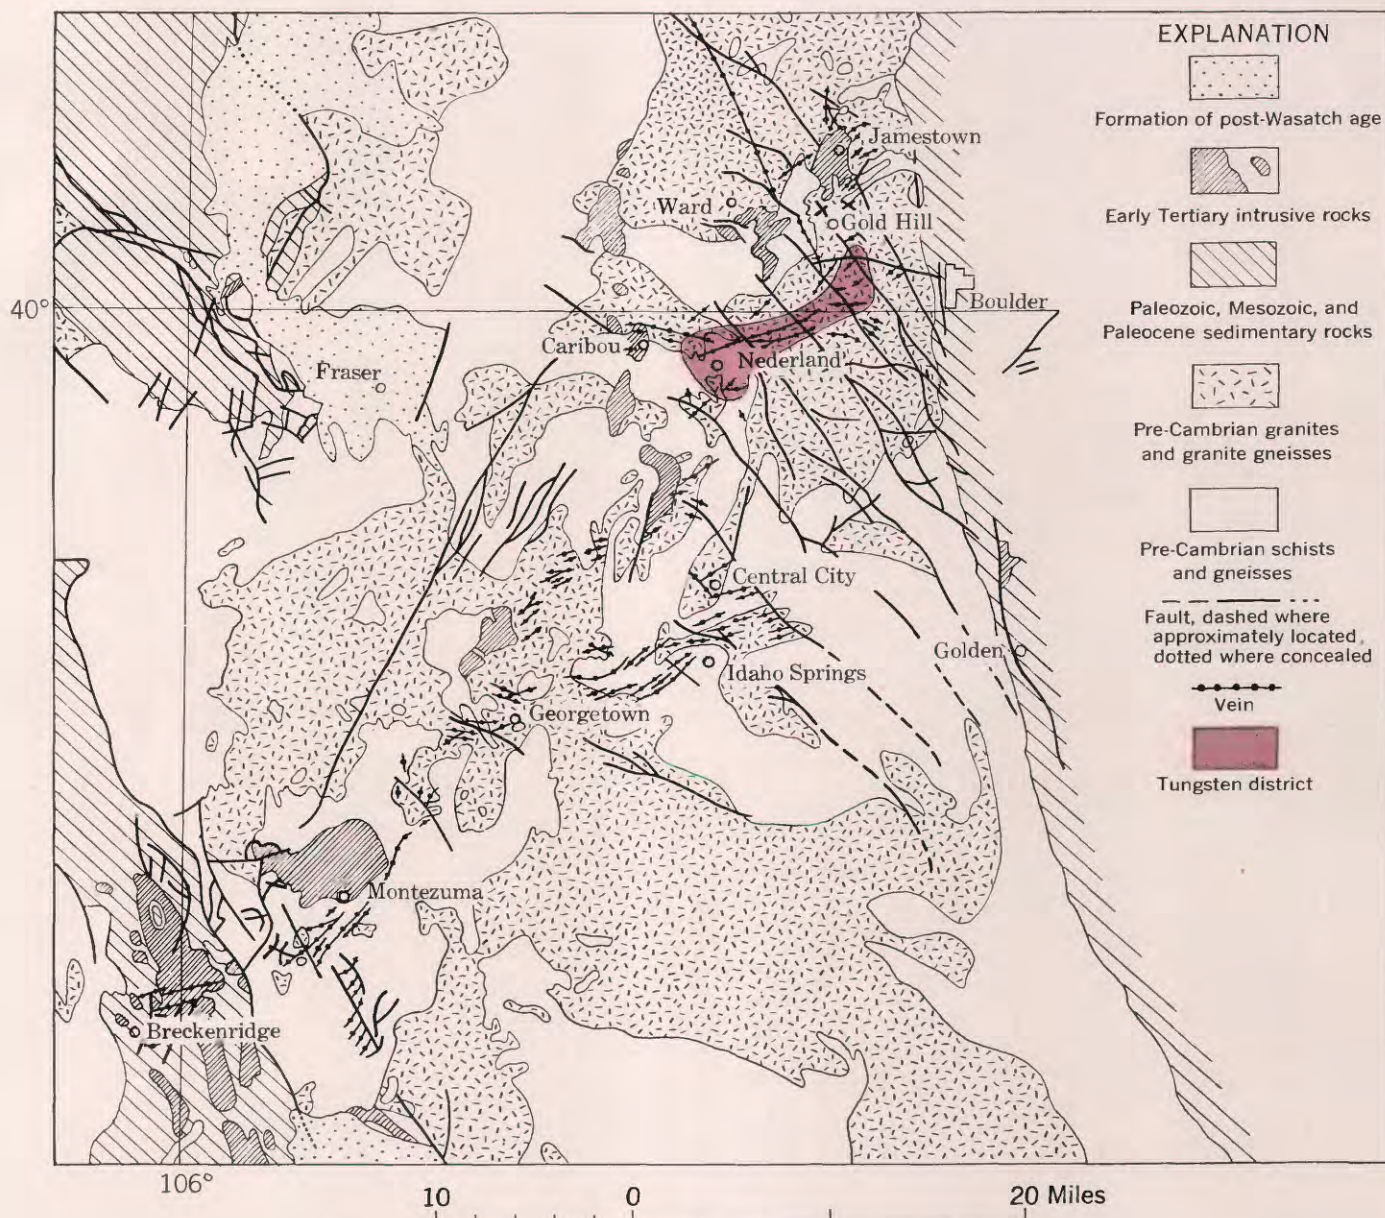 EXPLANATION
Formation of post-Wasatch age
Early Tertiary intrusive rocks
Paleozoic, Mesozoic, and
Paleocene sedimentary rocks
Pre-Cambrian granites
and granite gneisses
Pre-Cambrian schists
and gneisses
Fault, dashed where
approximately located,
dotted where concealed
Vein
Tungsten district
Jamestown
Ward
Gold Hill
40°
Boulder
Caribou
Nederland
Fraser
Central City
Golden
Idaho Springs
Georgetown
Montezuma
Breckenridge
106°
10 0 20 Miles